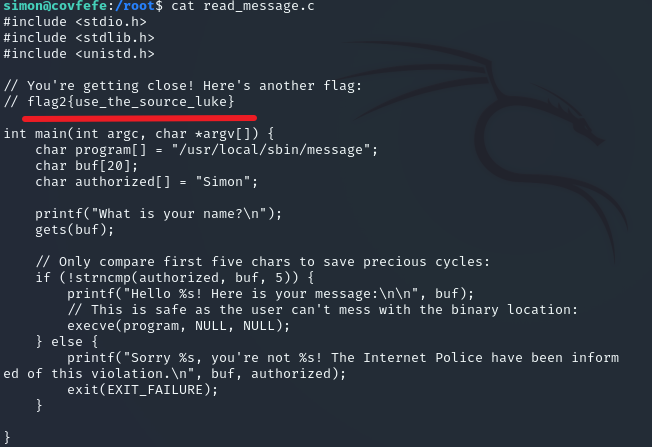 simon@covfefe:/root$ cat read_message.c
#include <stdio.h>
#include <stdlib.h>
#include <unistd.h>

// You're getting close! Here's another flag:
// flag2{use_the_source_luke}

int main(int argc, char *argv[]) {
    char program[] = "/usr/local/sbin/message";
    char buf[20];
    char authorized[] = "Simon";

    printf("What is your name?\n");
    gets(buf);

    // Only compare first five chars to save precious cycles:
    if (!strncmp(authorized, buf, 5)) {
        printf("Hello %s! Here is your message:\n\n", buf);
        // This is safe as the user can't mess with the binary location:
        execve(program, NULL, NULL);
    } else {
        printf("Sorry %s, you're not %s! The Internet Police have been inform
ed of this violation.\n", buf, authorized);
        exit(EXIT_FAILURE);
    }

}